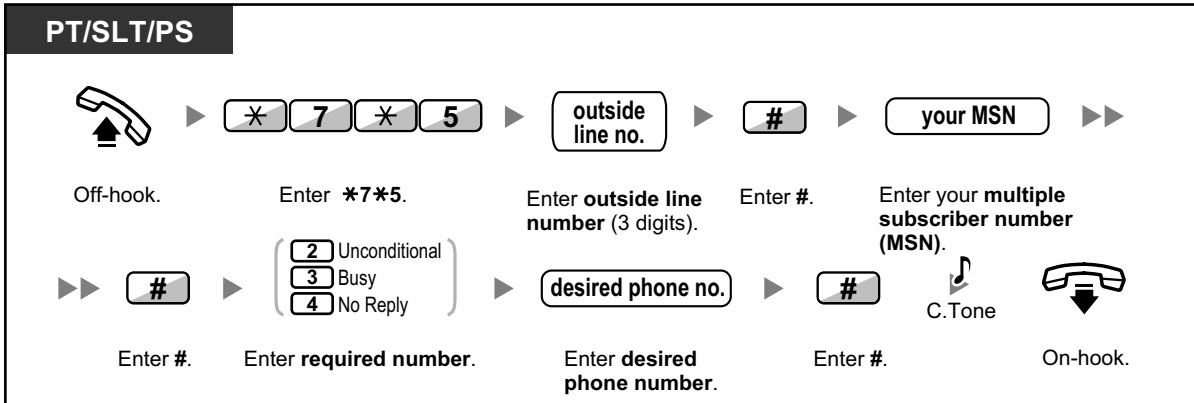 PT/SLT/PS
✳ 7 ✳ 5
outside
line no.
#
your MSN
Off-hook.
Enter ✳7✳5.
Enter outside line
number (3 digits).
Enter #.
Enter your multiple
subscriber number
(MSN).
#
2 Unconditional
3 Busy
4 No Reply
desired phone no.
#
C.Tone
Enter #.
Enter required number.
Enter desired
phone number.
Enter #.
On-hook.